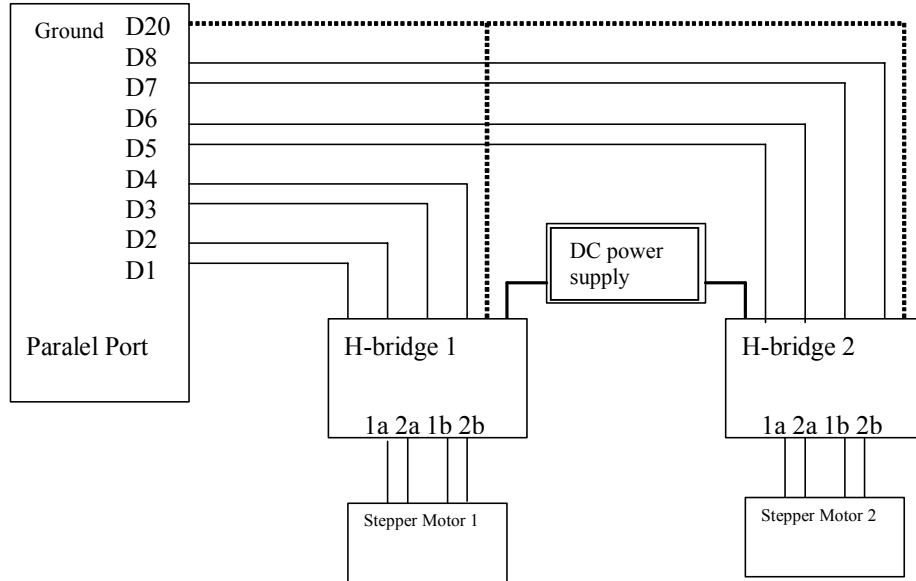 Ground D20
D8
D7
D6
D5
D4
D3
D2
D1
Paralel Port
DC power
supply
H-bridge 1
1a 2a 1b 2b
H-bridge 2
1a 2a 1b 2b
Stepper Motor 1
Stepper Motor 2